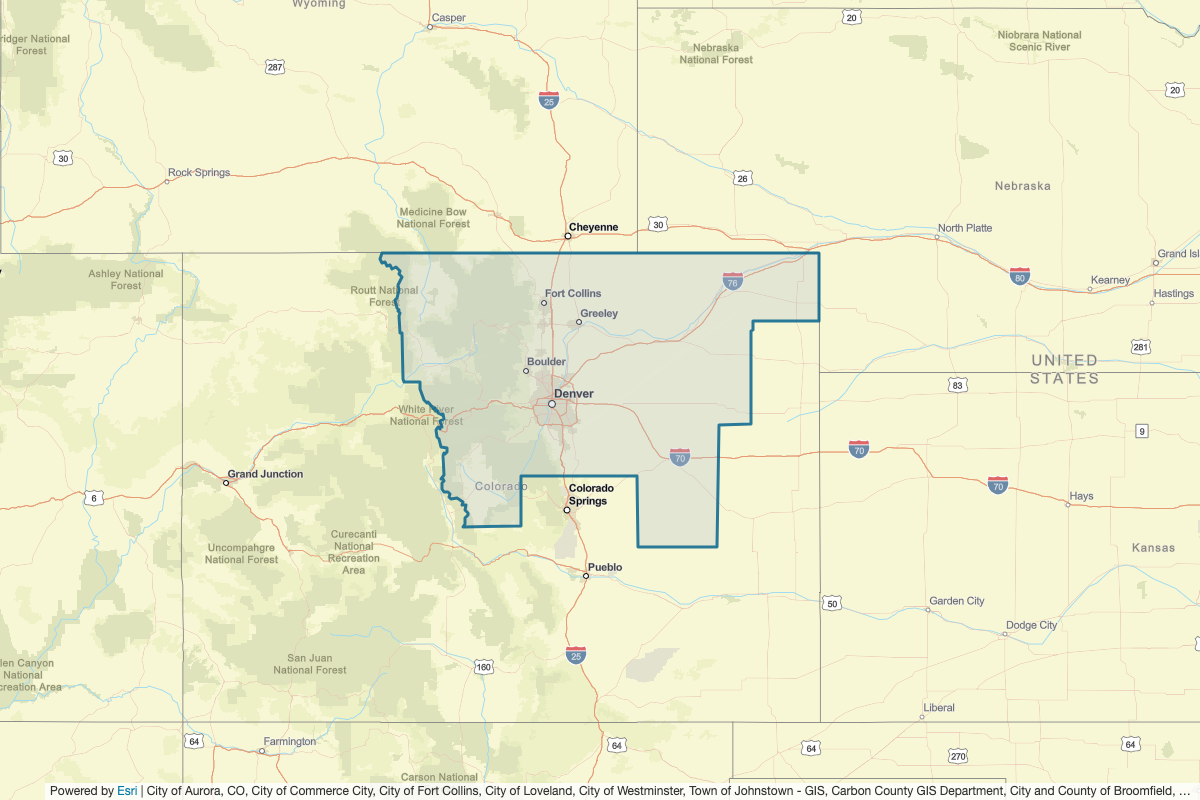 Wyoming
Casper
20
ridger National
Forest
Nebraska
National Forest
Niobrara National
Scenic River
287
25
20
30
Rock Springs
26
Nebraska
Medicine Bow
National Forest
Cheyenne
30
North Platte
Grand Isl
Ashley National
Forest
80
Kearney
Hastings
Routt National
Forest
Fort Collins
76
Greeley
281
Boulder
UNITED
STATES
83
Denver
White River
National Forest
9
70
70
Grand Junction
Colorado
Colorado
Springs
70
6
Hays
Curecanti
National
Recreation
Area
Uncompahgre
National Forest
Kansas
Pueblo
50
Garden City
Dodge City
len Canyon
National
creation Area
San Juan
National Forest
160
25
Liberal
64
Farmington
64
64
270
64
Carson National
Powered by Esri | City of Aurora, CO, City of Commerce City, City of Fort Collins, City of Loveland, City of Westminster, Town of Johnstown - GIS, Carbon County GIS Department, City and County of Broomfield, ...